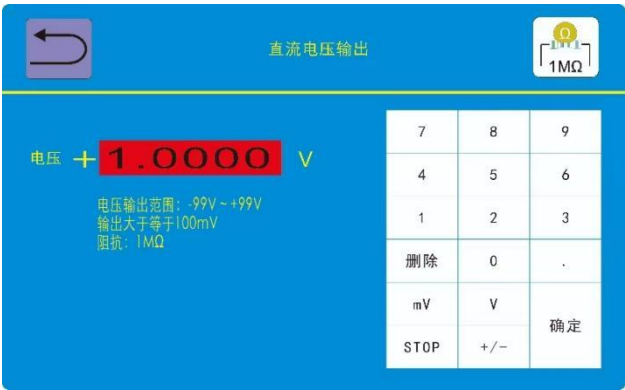 直流电压输出
Ω
1MΩ
电压 +1.0000 V
电压输出范围: -99V~+99V
输出大于等于100mV
阻抗: 1MΩ
7 8 9
4 5 6
1 2 3
删除 0 .
mV V
确定
STOP +/-